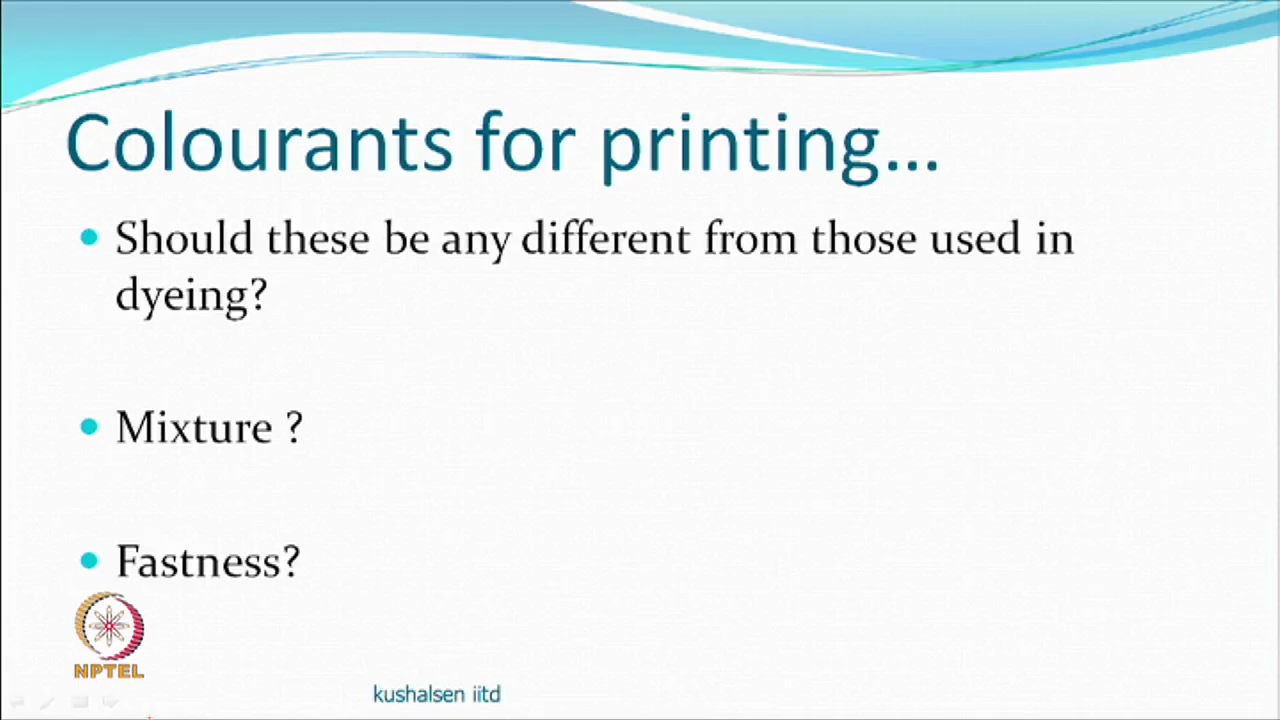 Colourants for printing...
Should these be any different from those used in
dyeing?
Mixture ?
Fastness?
NPTEL
kushalsen iitd